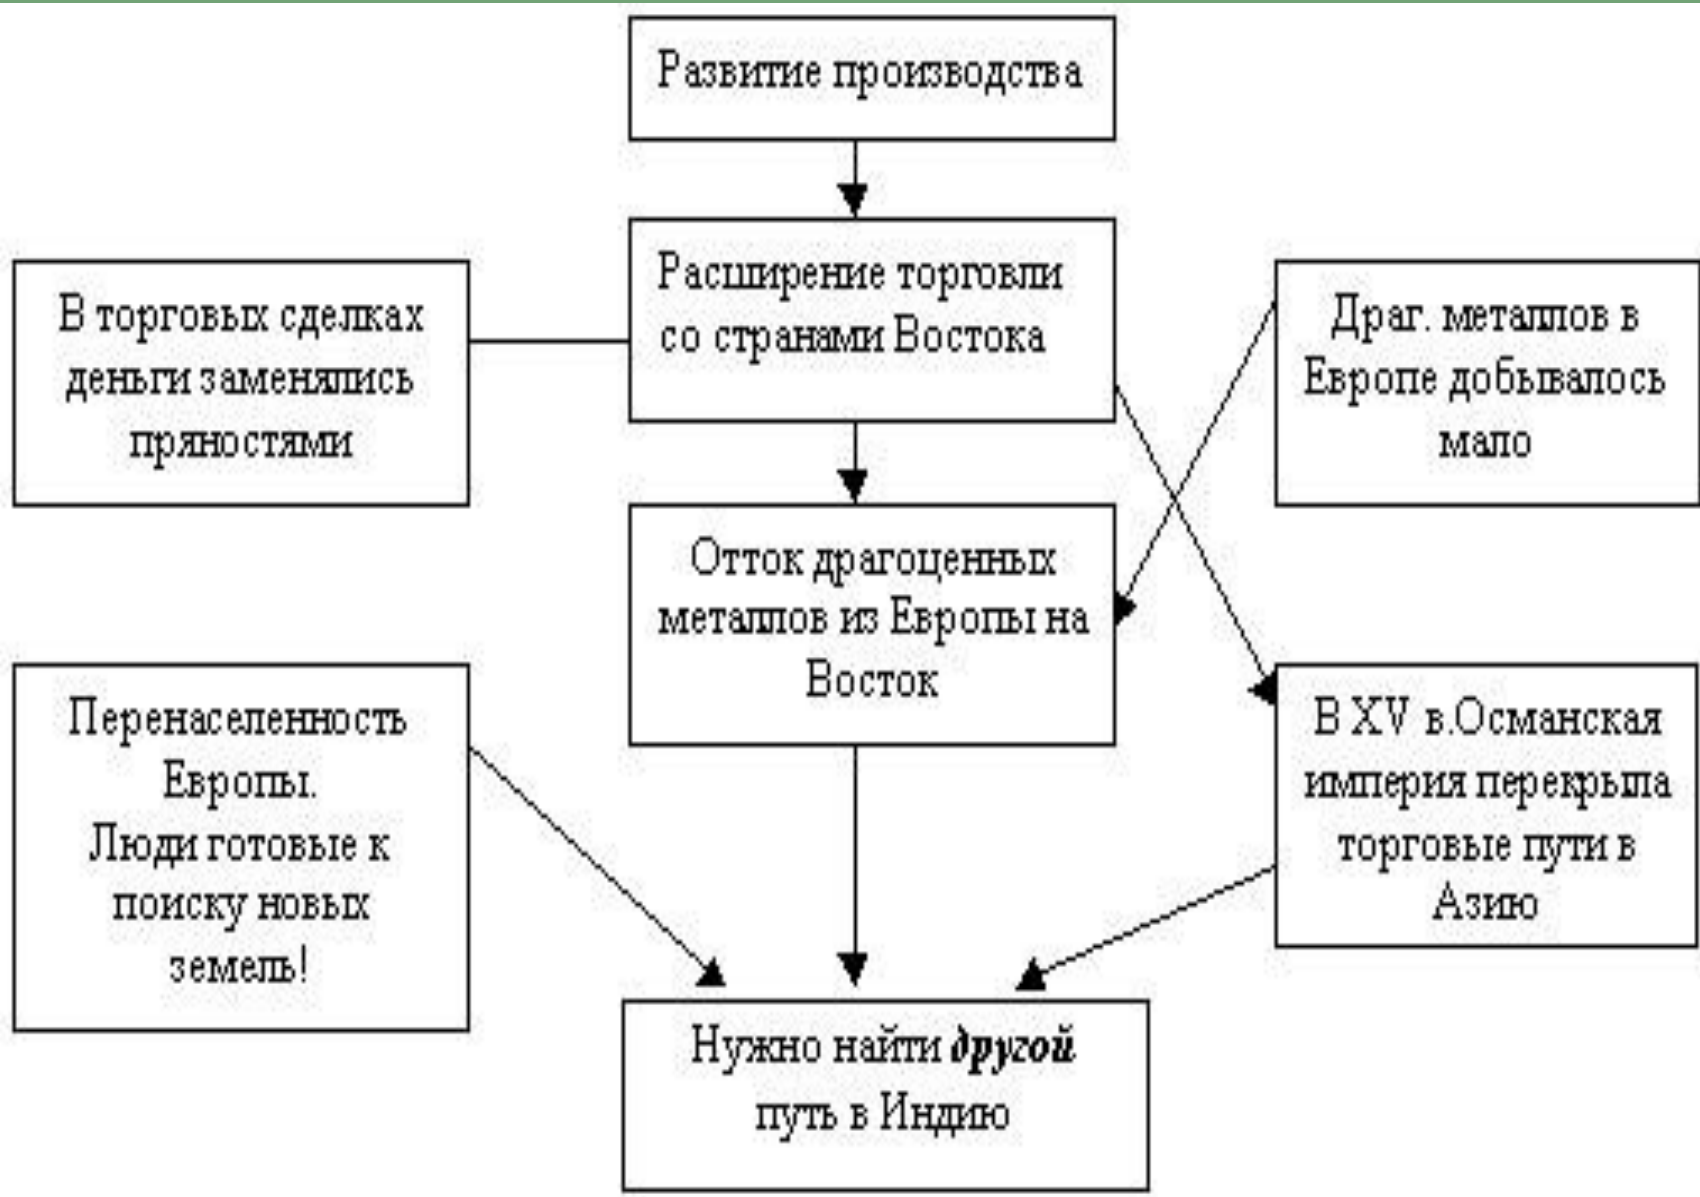 Развитие производства
Расширение торговли
со странами Востока
В торговых сделках
деньги заменялись
пряностями
Драг. металлов в
Европе добывалось
мало
Отток драгоценных
металлов из Европы на
Восток
Перенаселенность
Европы.
Люди готовые к
поиску новых
земель!
В XV в.Османская
империя перекрыла
торговые пути в
Азию
Нужно найти другой
путь в Индию